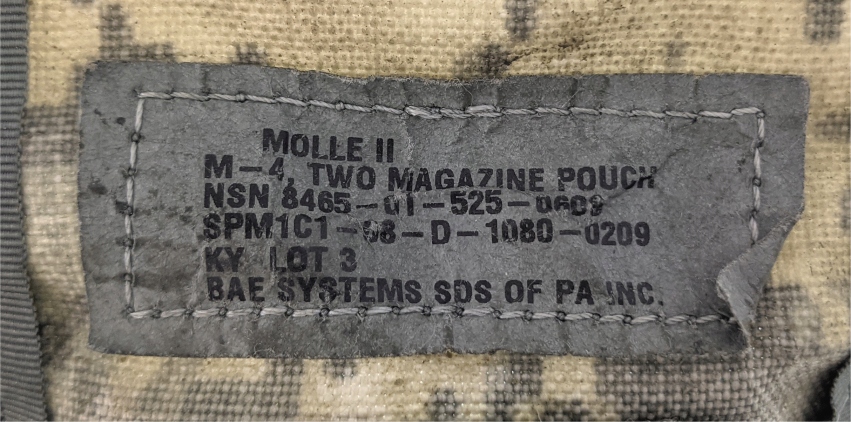 MOLLE II
M-4, TWO MAGAZINE POUCH
NSN 8465-01-525-0609
SPM1C1-08-D-1080-0209
KY LOT 3
BAE SYSTEMS SDS OF PA INC.